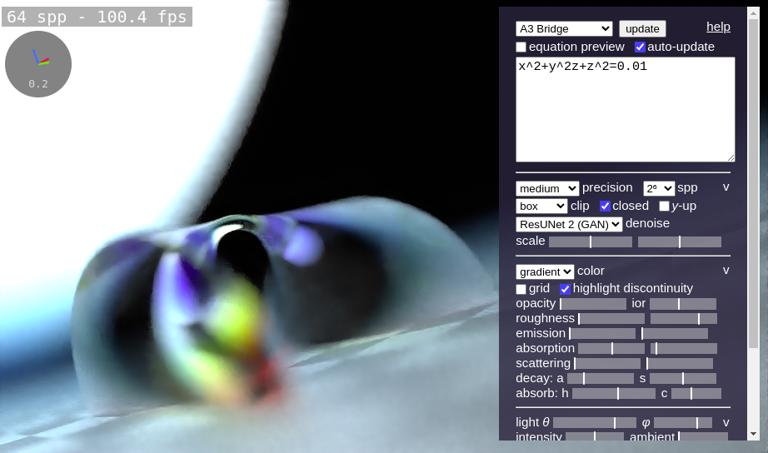 64 spp - 100.4 fps
0.2
A3 Bridge update help
equation preview auto-update
x^2+y^2z+z^2=0.01
medium precision 2⁶ spp v
box clip closed y-up
ResUNet 2 (GAN) denoise
scale
gradient color v
grid highlight discontinuity
opacity ior
roughness
emission
absorption
scattering
decay: a s
absorb: h c
light θ φ v
intensity ambient